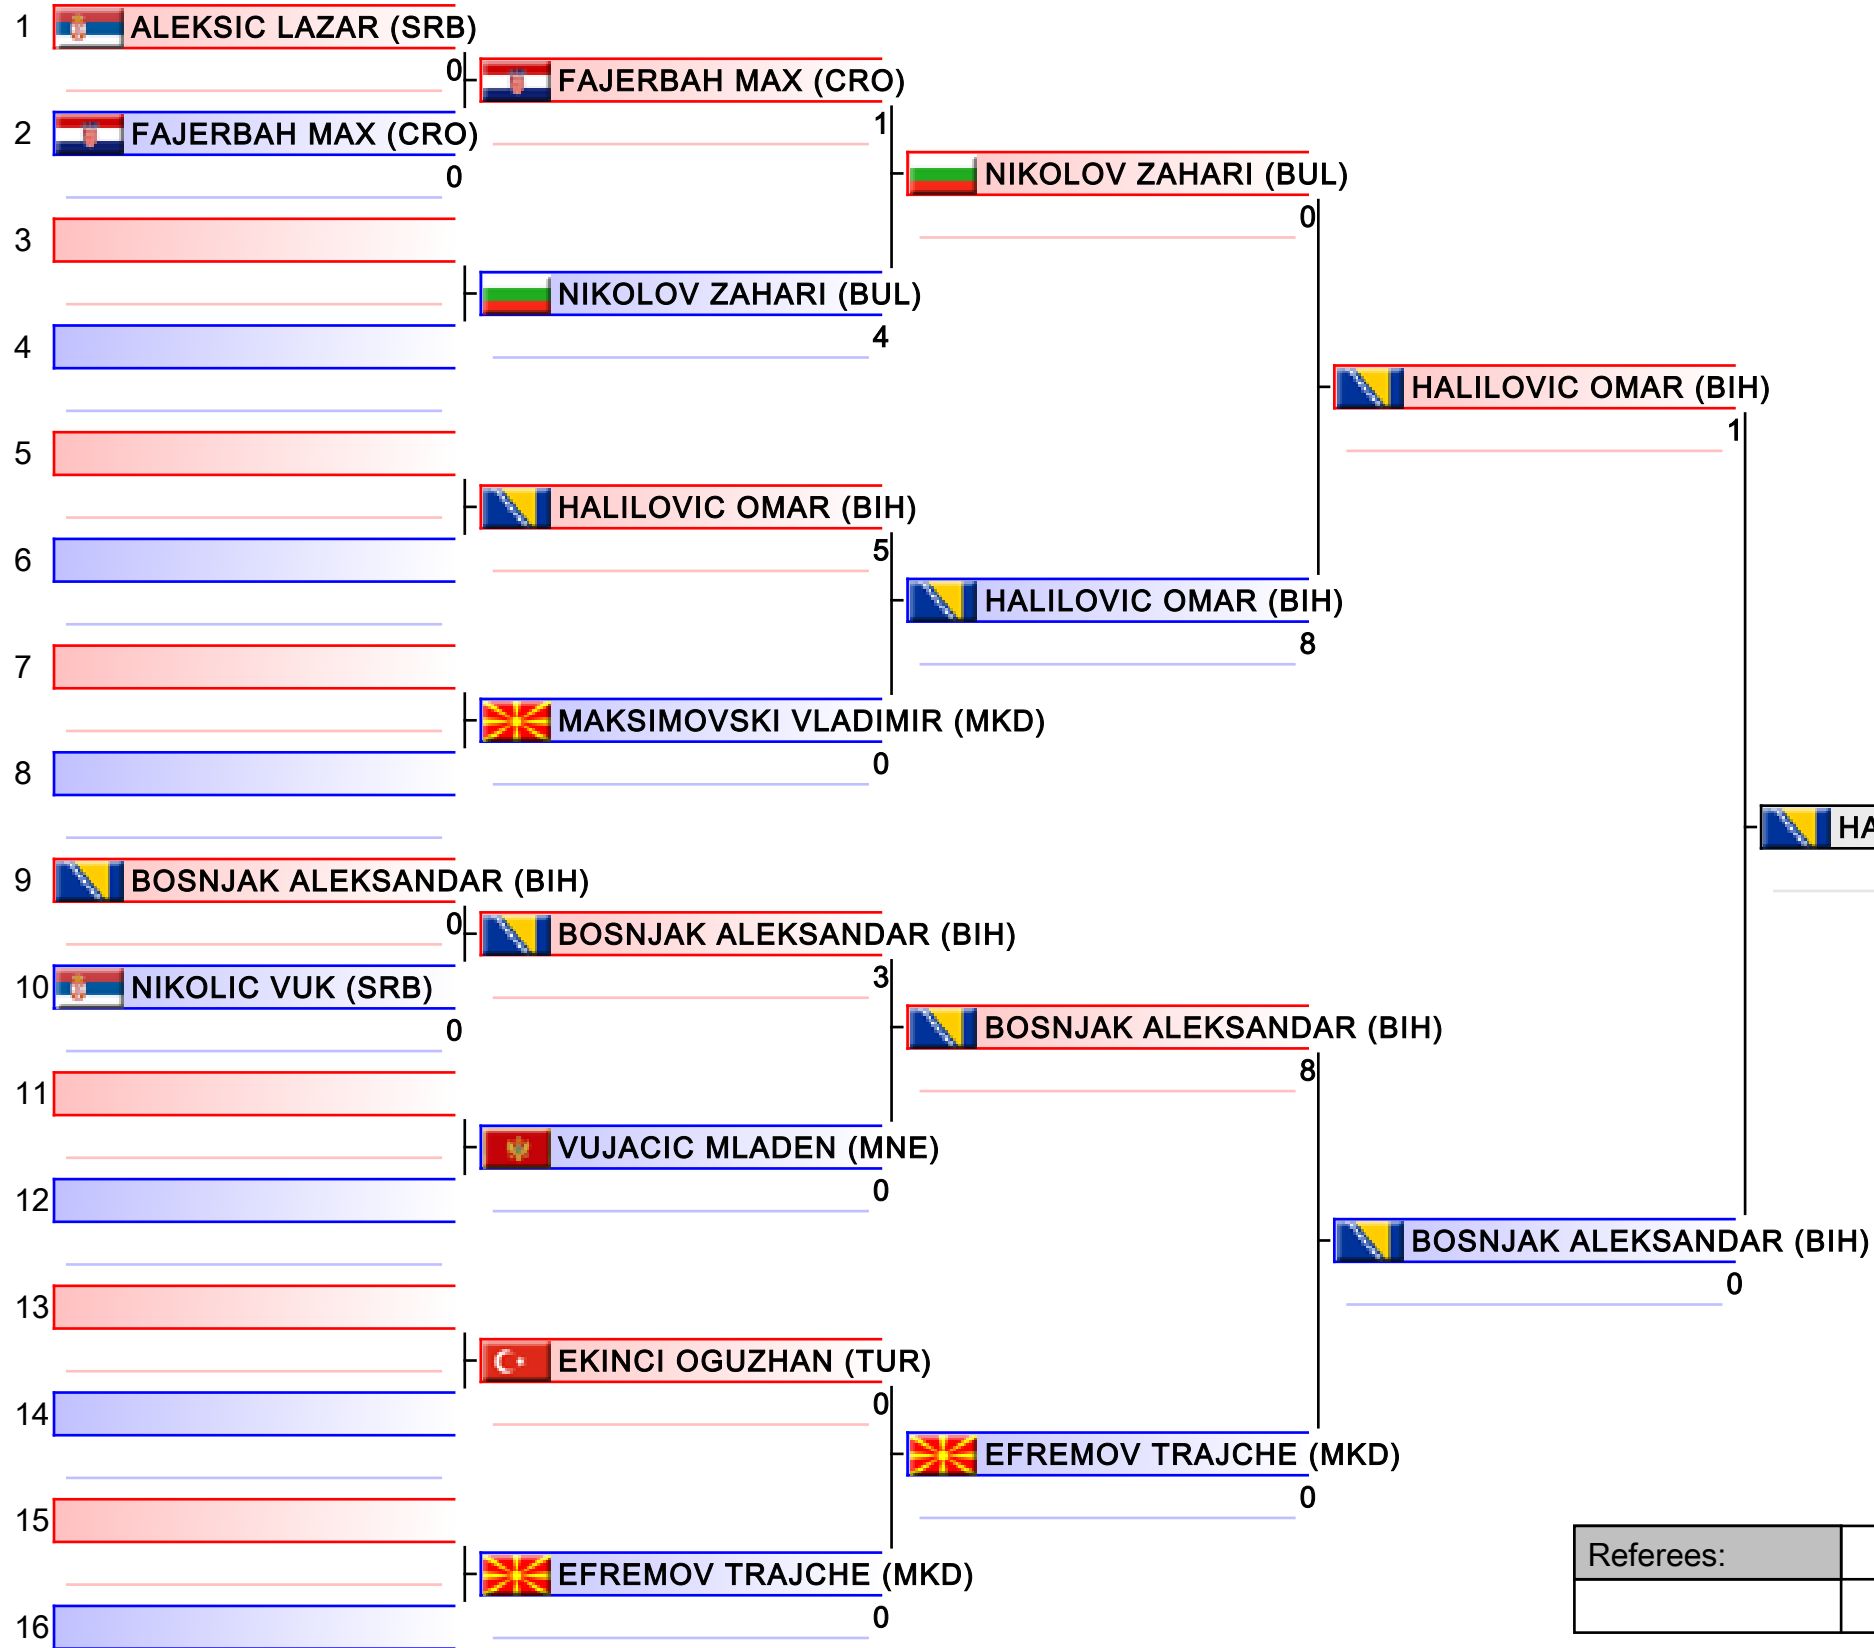 1 ALEKSIC LAZAR (SRB)
0
FAJERBAH MAX (CRO)
1
2 FAJERBAH MAX (CRO)
0
NIKOLOV ZAHARI (BUL)
0
3
NIKOLOV ZAHARI (BUL)
4
4
HALILOVIC OMAR (BIH)
1
5
HALILOVIC OMAR (BIH)
5
6
HALILOVIC OMAR (BIH)
8
7
MAKSIMOVSKI VLADIMIR (MKD)
0
8
HA
9 BOSNJAK ALEKSANDAR (BIH)
0
BOSNJAK ALEKSANDAR (BIH)
3
10 NIKOLIC VUK (SRB)
0
BOSNJAK ALEKSANDAR (BIH)
8
11
VUJACIC MLADEN (MNE)
0
12
BOSNJAK ALEKSANDAR (BIH)
0
13
EKINCI OGUZHAN (TUR)
0
14
EFREMOV TRAJCHE (MKD)
0
15
EFREMOV TRAJCHE (MKD)
0
16
Referees: